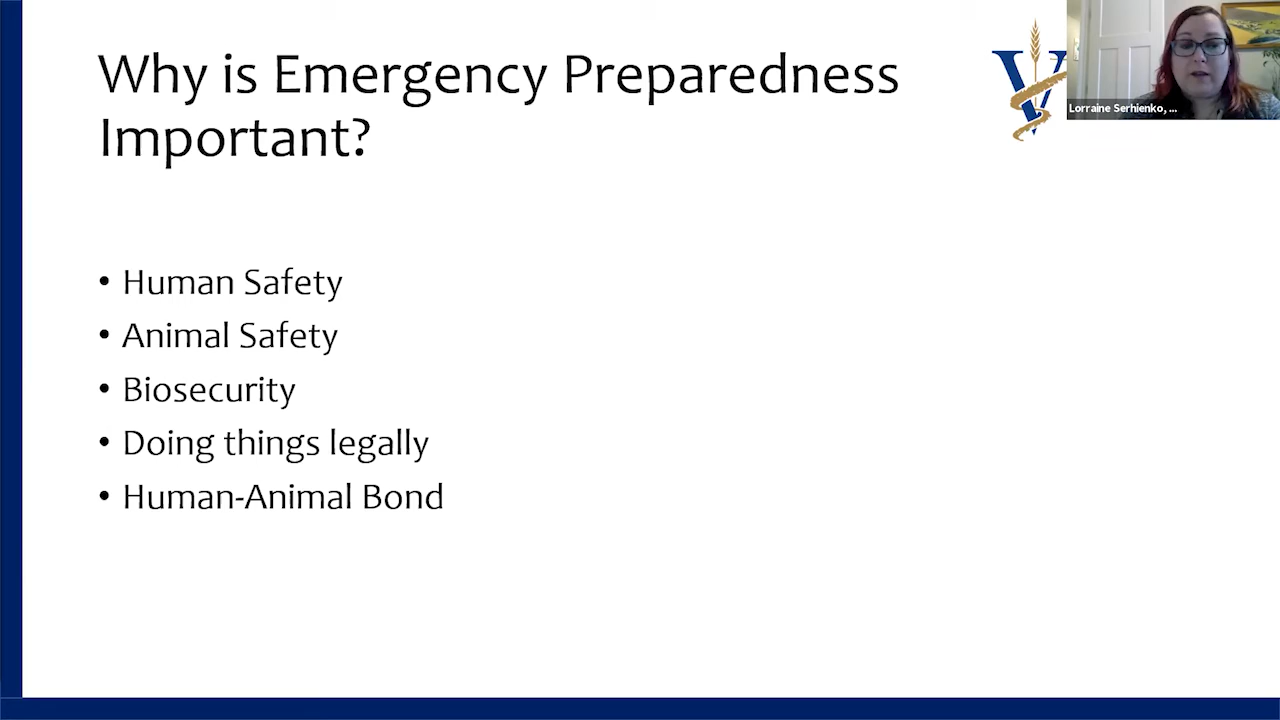 Why is Emergency Preparedness
Important?
Lorraine Serhienko, ...
• Human Safety
• Animal Safety
• Biosecurity
• Doing things legally
• Human-Animal Bond